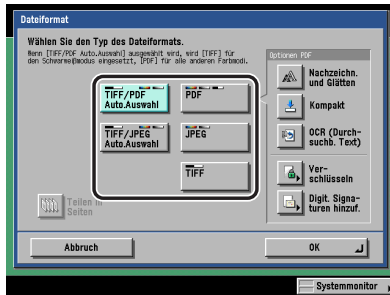 Dateiformat
Wählen Sie den Typ des Dateiformats.
Wenn [TIFF/PDF Auto.Auswahl] ausgewählt wird, wird [TIFF] für
den Schwarmeißmodus eingesetzt, [PDF] für alle anderen Farbmodi.
Optionen PDF
TIFF/PDF
Auto.Auswahl
PDF
TIFF/JPEG
Auto.Auswahl
JPEG
TIFF
Nachzeichn.
und Glätten
Kompakt
OCR (Durch-
suchb. Text)
Ver-
schlüsseln
Digit. Signa-
turen hinzuf.
Teilen in
Seiten
Abbruch
OK
Systemmonitor